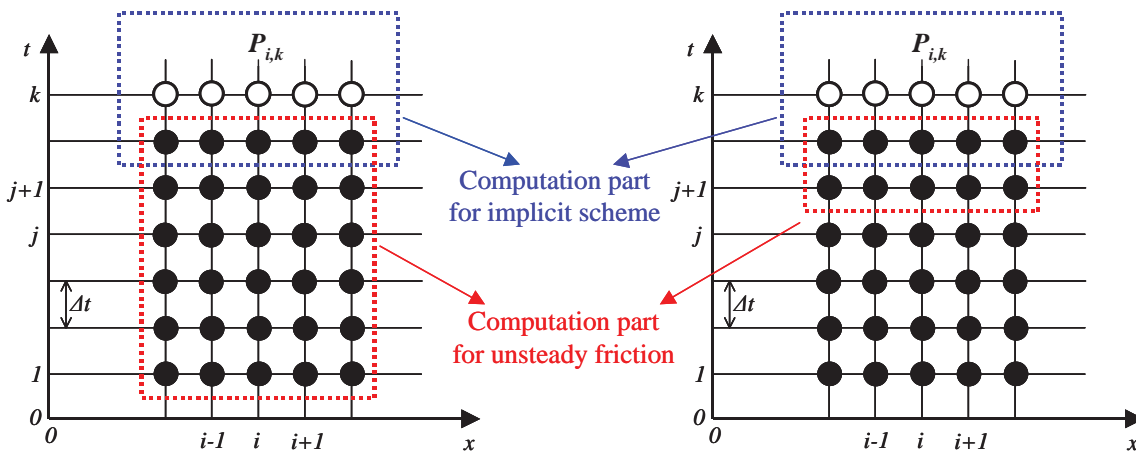 t
P i,k
k
j+1
j
Δt
1
0
0
i-1 i i+1
x
Computation part
for implicit scheme
Computation part
for unsteady friction
t
P i,k
k
j+1
j
Δt
1
0
0
i-1 i i+1
x